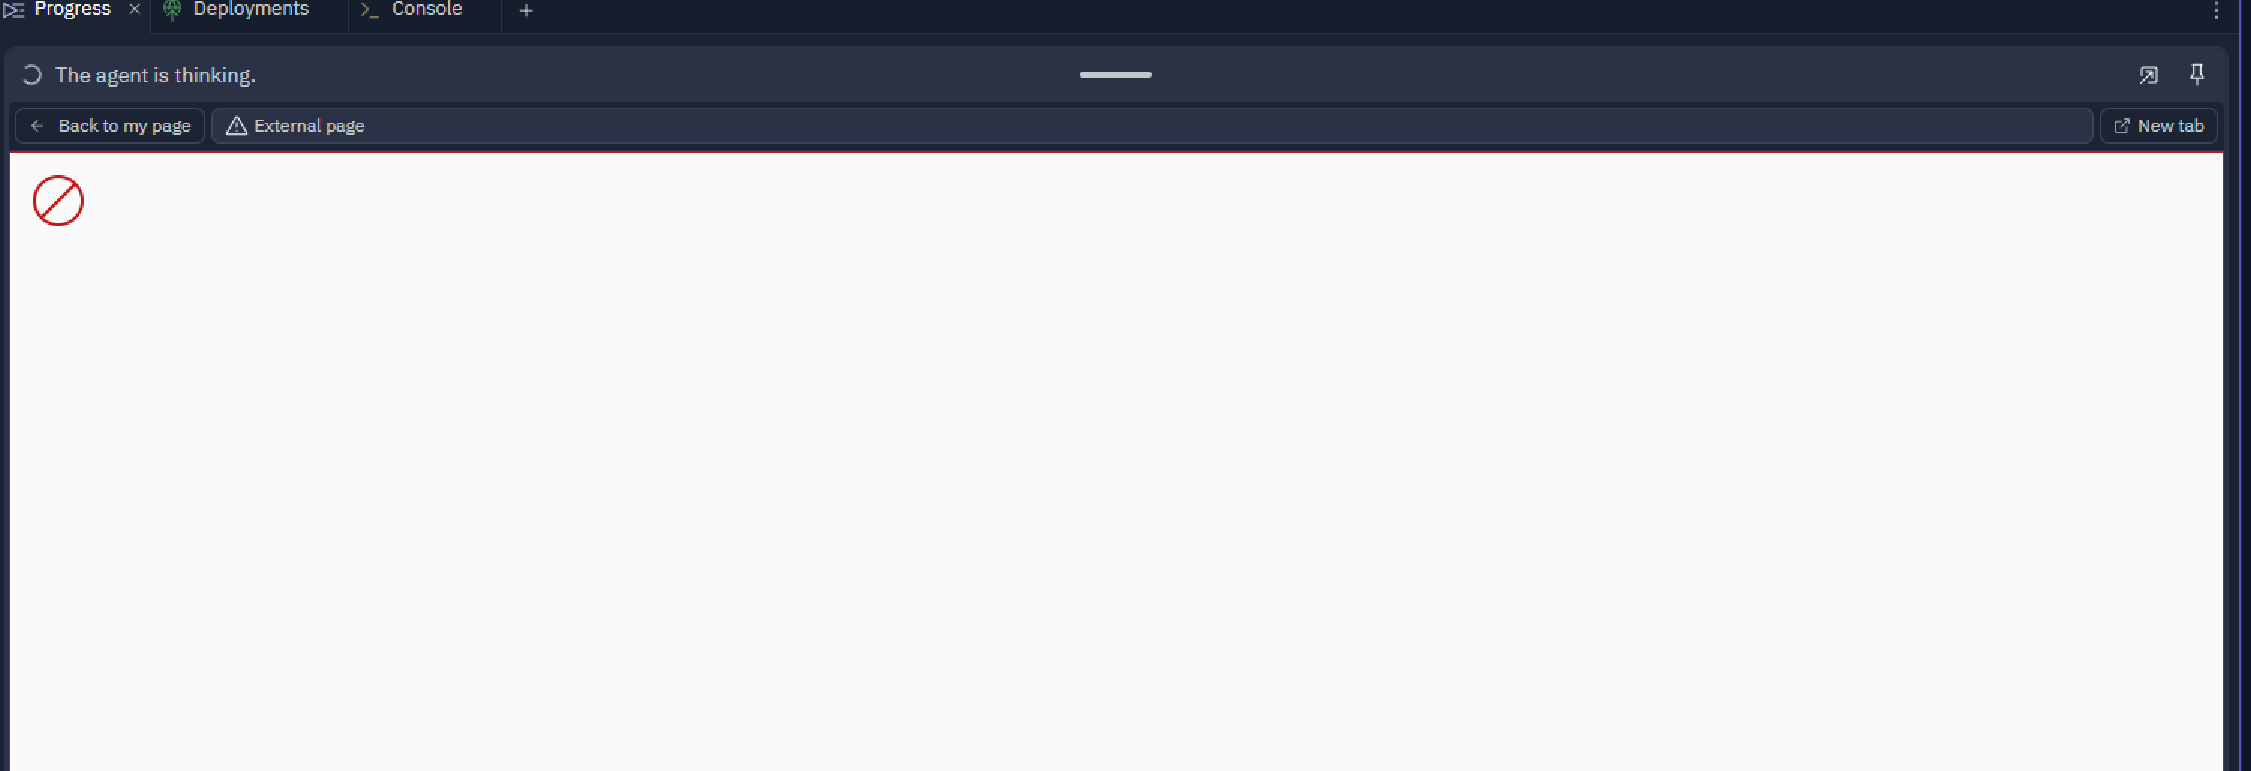 Progress Deployments Console
The agent is thinking.
Back to my page External page New tab